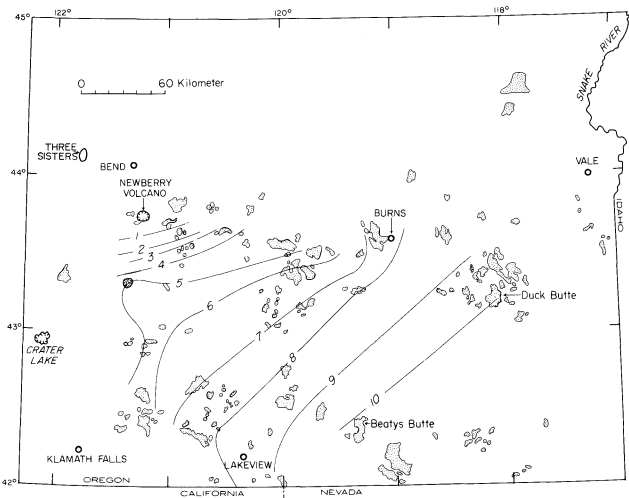 122°
120°
118°
45°
0 60 Kilometer
SNAKE RIVER
THREE SISTERS
BEND
44°
VALE
NEWBERRY VOLCANO
IDAHO
BURNS
1
2
3
4
5
6
7
8
9
10
Duck Butte
43°
CRATER LAKE
Beatys Butte
KLAMATH FALLS
LAKEVIEW
42°
OREGON
CALIFORNIA
NEVADA